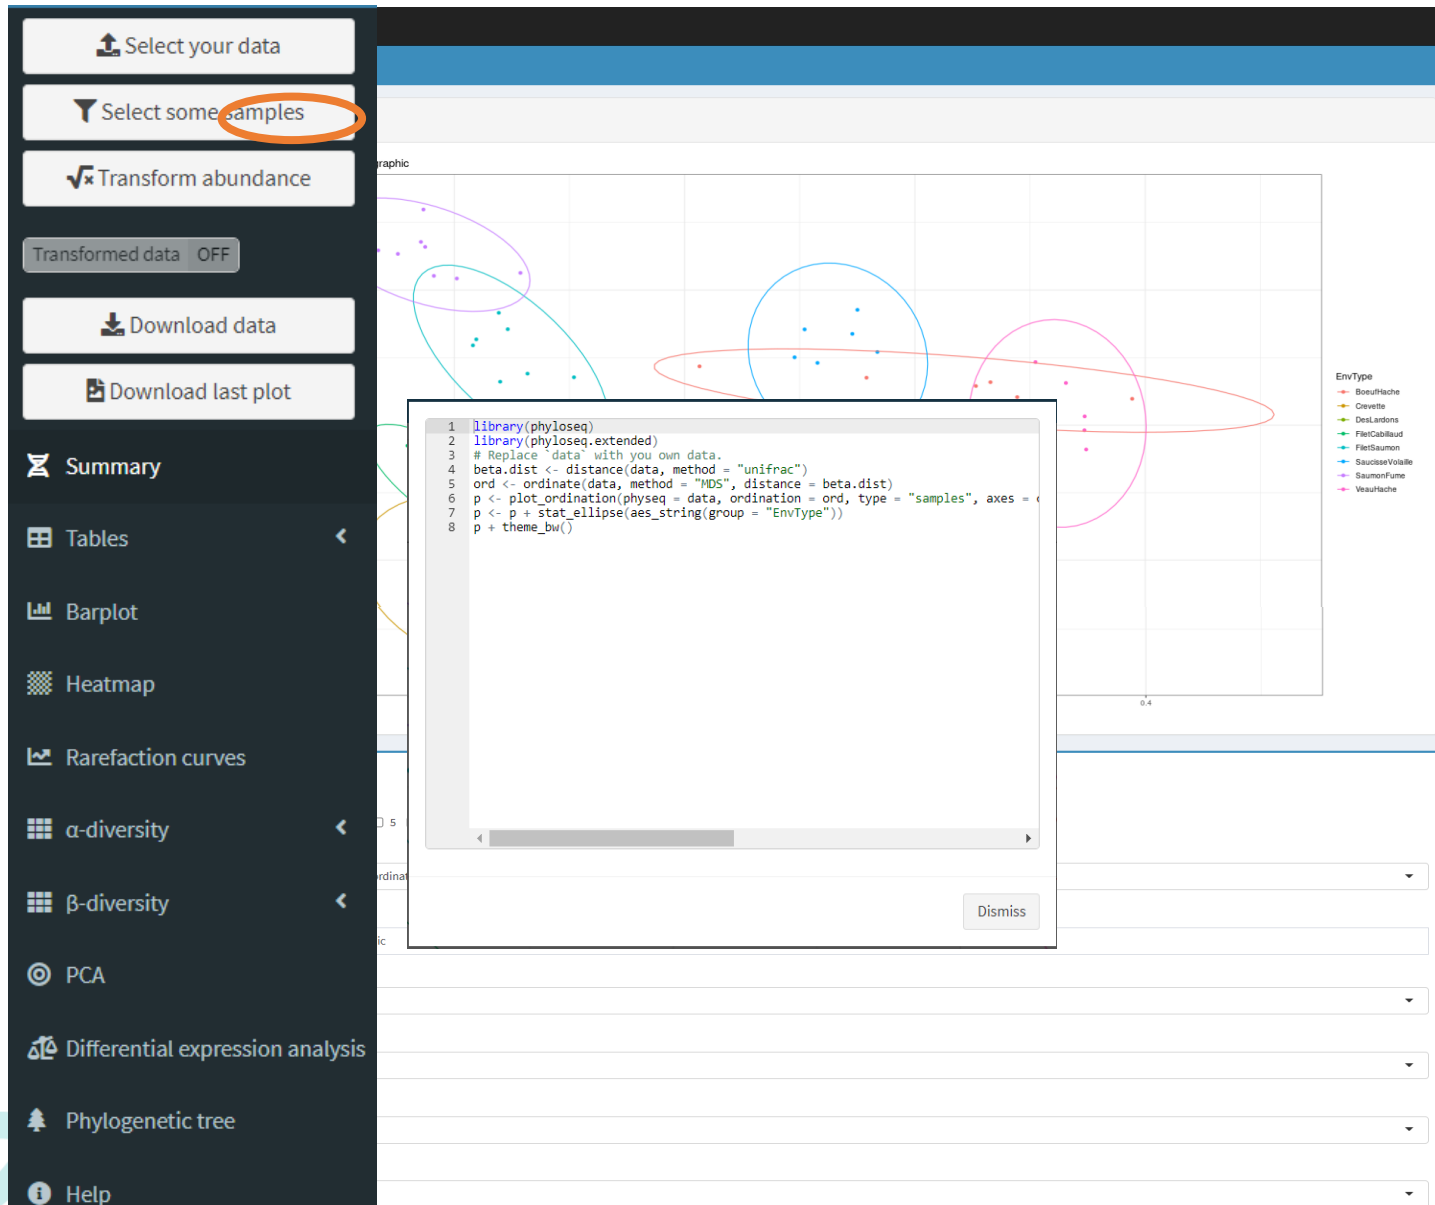 Select your data
Select some samples
Transform abundance
Transformed data OFF
Download data
Download last plot
Summary
Tables
Barplot
Heatmap
Rarefaction curves
α-diversity
β-diversity
PCA
Differential expression analysis
Phylogenetic tree
Help
raphic
EnvType
BoeufHache
Crevette
DesLardons
FiletCabillaud
FiletSaumon
SaucisseVolaille
SaumonFume
VeauHache
0.4
1 library(phyloseq)
2 library(phyloseq.extended)
3 # Replace `data` with you own data.
4 beta.dist <- distance(data, method = "unifrac")
5 ord <- ordinate(data, method = "MDS", distance = beta.dist)
6 p <- plot_ordination(physeq = data, ordination = ord, type = "samples", axes =
7 p <- p + stat_ellipse(aes_string(group = "EnvType"))
8 p + theme_bw()
5
ordinat
ic
Dismiss